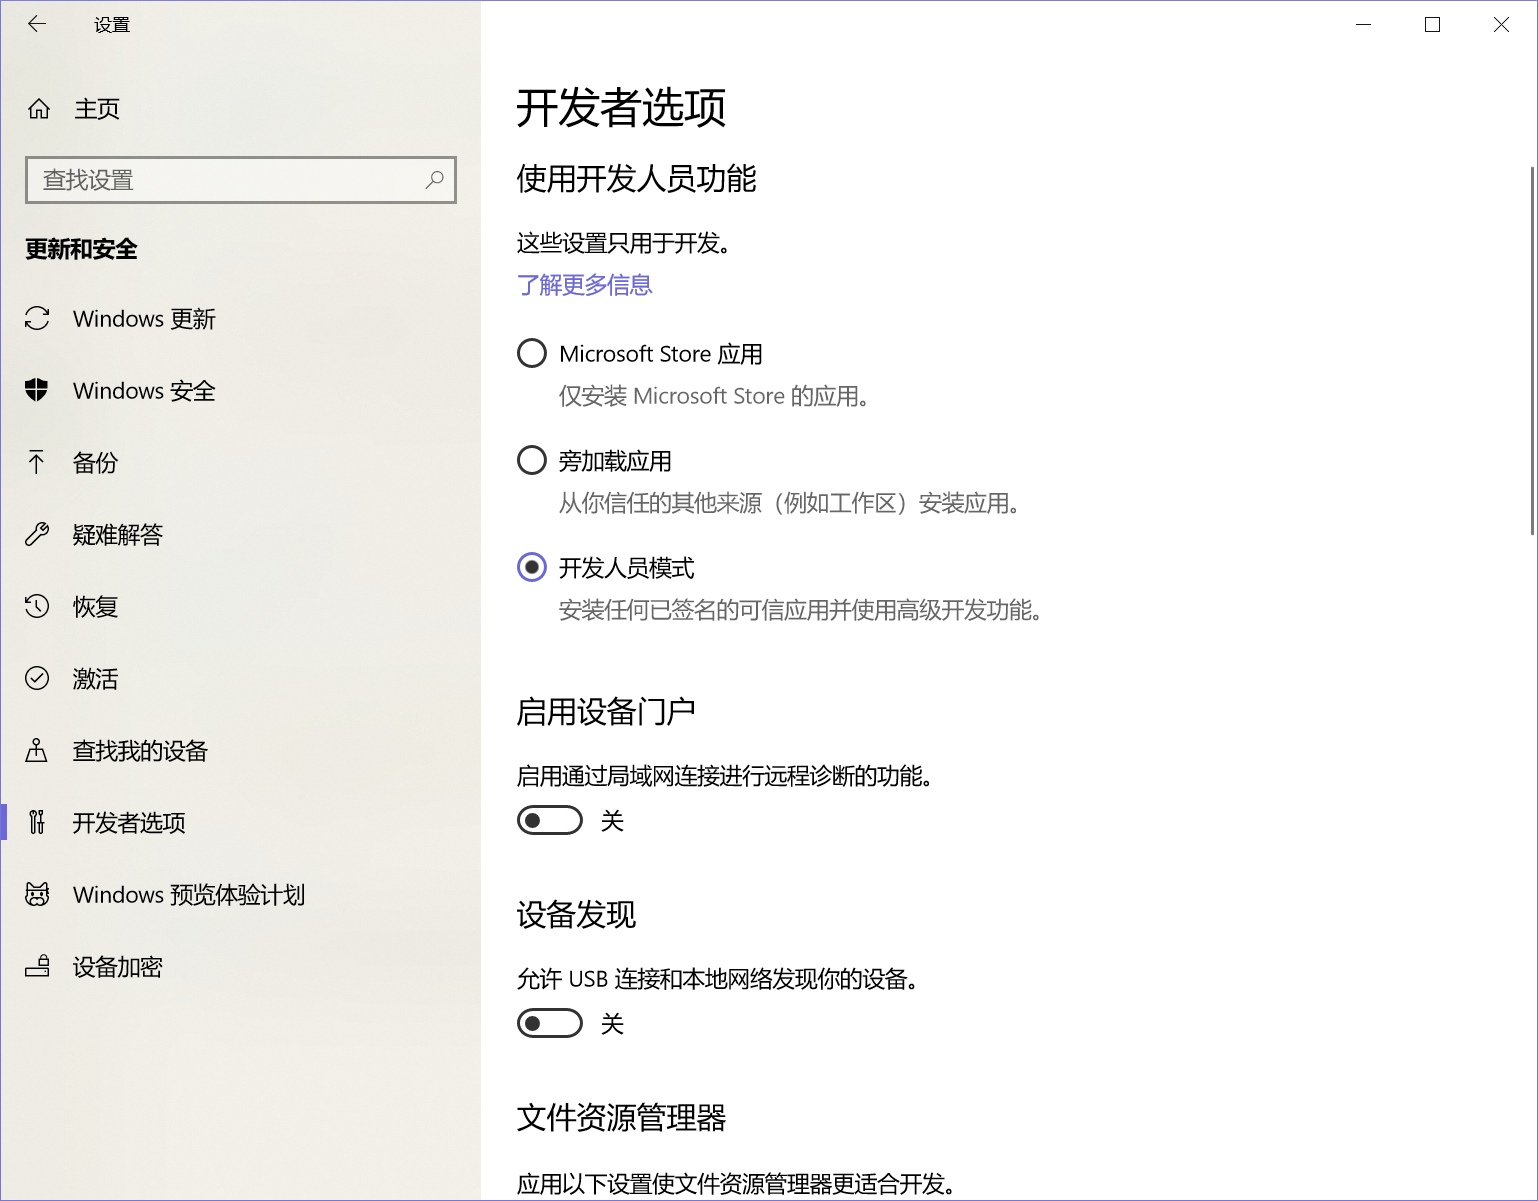 设置
主页
查找设置
更新和安全
Windows 更新
Windows 安全
备份
疑难解答
恢复
激活
查找我的设备
开发者选项
Windows 预览体验计划
设备加密
开发者选项
使用开发人员功能
这些设置只用于开发。
了解更多信息
Microsoft Store 应用
仅安装 Microsoft Store 的应用。
旁加载应用
从你信任的其他来源（例如工作区）安装应用。
开发人员模式
安装任何已签名的可信应用并使用高级开发功能。
启用设备门户
启用通过局域网连接进行远程诊断的功能。
关
设备发现
允许 USB 连接和本地网络发现你的设备。
关
文件资源管理器
应用以下设置使文件资源管理器更适合开发。